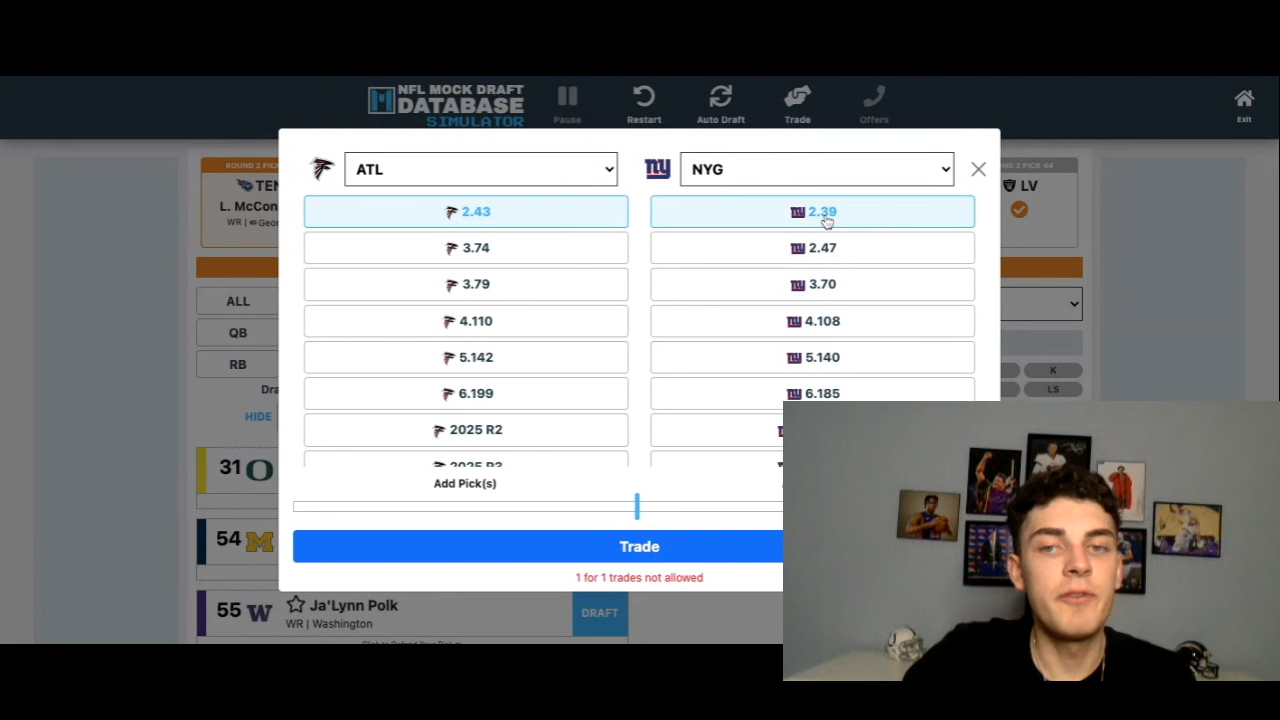 NFL MOCK DRAFT
DATABASE
SIMULATOR
Pause
Restart
Auto Draft
Trade
Offers
Exit
ATL
NYG
2.43
2.39
3.74
2.47
3.79
3.70
4.110
4.108
5.142
5.140
6.199
6.185
2025 R2
2025 R3
Add Pick(s)
Trade
1 for 1 trades not allowed
ROUND 2
TEN
L. McCon
WR | Geor
ROUND 2 PICK 44
LV
ALL
QB
RB
K
LS
HIDE
31
54
55 Ja'Lynn Polk
WR | Washington
DRAFT